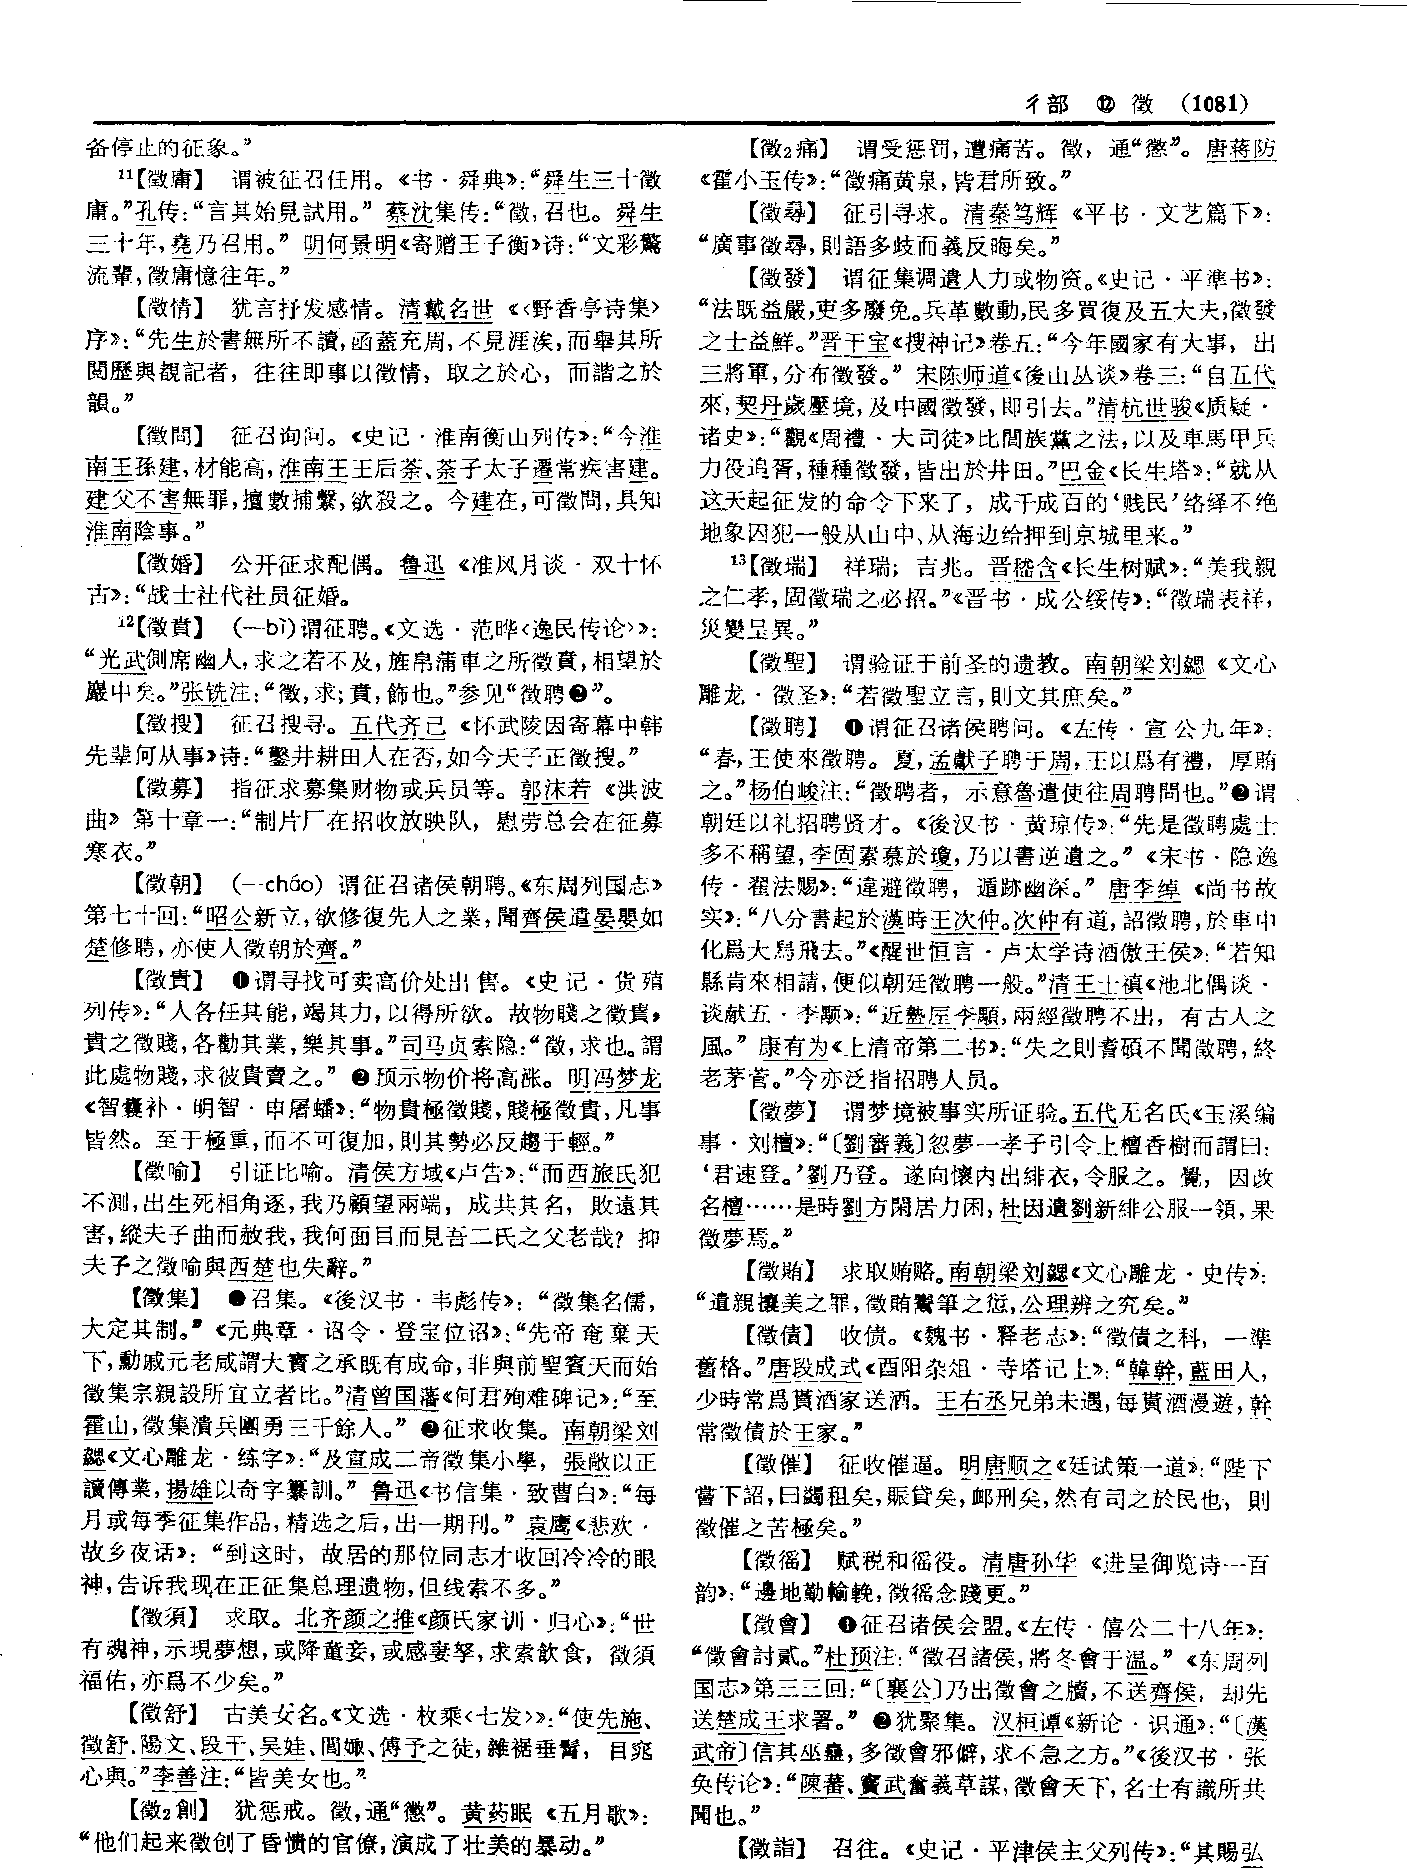 彳部 ⑫ 徵 (1081)
备停止的征象。”
11【徵庸】 谓被征召任用。《书·舜典》：“舜生三十徵
庸。”孔传：“言其始見試用。” 蔡沈集传：“徵，召也。舜生
三十年，堯乃召用。” 明何景明《寄赠王子衡》诗：“文彩驚
流輩，徵庸憶往年。”
【徵情】 犹言抒发感情。清戴名世《〈野香亭诗集〉
序》：“先生於書無所不讀，函蓋充周，不見涯涘，而舉其所
閲歷與覩記者，往往即事以徵情，取之於心，而諧之於
韻。”
【徵問】 征召询问。《史记·淮南衡山列传》：“今淮
南王孫建，材能高，淮南王王后荼、荼子太子遷常疾害建。
建父不害無罪，擅數捕繫，欲殺之。今建在，可徵問，具知
淮南陰事。”
【徵婚】 公开征求配偶。鲁迅《准风月谈·双十怀
古》：“战士社代社员征婚。
12【徵賁】 （—bì）谓征聘。《文选·范晔〈逸民传论〉》：
“光武側席幽人，求之若不及，旌帛蒲車之所徵賁，相望於
巖中矣。”张铣注：“徵，求；賁，飾也。”参见“徵聘❷”。
【徵搜】 征召搜寻。五代齐己《怀武陵因寄幕中韩
先辈何从事》诗：“鑿井耕田人在否，如今天子正徵搜。”
【徵募】 指征求募集财物或兵员等。郭沫若《洪波
曲》第十章一：“制片厂在招收放映队，慰劳总会在征募
寒衣。”
【徵朝】 （—cháo）谓征召诸侯朝聘。《东周列国志》
第七十回：“昭公新立，欲修復先人之業，聞齊侯遣晏嬰如
楚修聘，亦使人徵朝於齊。”
【徵貴】 ❶谓寻找可卖高价处出售。《史记·货殖
列传》：“人各任其能，竭其力，以得所欲。故物賤之徵貴，
貴之徵賤，各勸其業，樂其事。”司马贞索隐：“徵，求也。謂
此處物賤，求彼貴賣之。” ❷预示物价将高涨。明冯梦龙
《智囊补·明智·申屠蟠》：“物貴極徵賤，賤極徵貴，凡事
皆然。至于極重，而不可復加，則其勢必反趨于輕。”
【徵喻】 引证比喻。清侯方域《卢告》：“而西旅氏犯
不測，出生死相角逐，我乃顧望兩端，成共其名，敗遠其
害，縱夫子曲而赦我，我何面目而見吾二氏之父老哉？抑
夫子之徵喻與西楚也失辭。”
【徵集】 ❶召集。《後汉书·韦彪传》：“徵集名儒，
大定其制。” 《元典章·诏令·登宝位诏》：“先帝奄棄天
下，勳戚元老咸謂大寶之承既有成命，非與前聖賓天而始
徵集宗親設所宜立者比。”清曾国藩《何君殉难碑记》：“至
霍山，徵集潰兵團勇三千餘人。” ❷征求收集。南朝梁刘
勰《文心雕龙·练字》：“及宣成二帝徵集小學，張敞以正
讀傳業，揚雄以奇字纂訓。” 鲁迅《书信集·致曹白》：“每
月或每季征集作品，精选之后，出一期刊。” 袁鹰《悲欢·
故乡夜话》：“到这时，故居的那位同志才收回冷冷的眼
神，告诉我现在正征集总理遗物，但线索不多。”
【徵須】 求取。北齐颜之推《颜氏家训·归心》：“世
有魂神，示現夢想，或降童妾，或感妻孥，求索飲食，徵須
福佑，亦爲不少矣。”
【徵舒】 古美女名。《文选·枚乘〈七发〉》：“使先施、
徵舒、陽文、段干、吴娃、閭娵、傅予之徒，雜裾垂髾，目窕
心與。”李善注：“皆美女也。”
【徵2創】 犹惩戒。徵，通“懲”。黄药眠《五月歌》：
“他们起来徵创了昏愦的官僚，演成了壮美的暴动。”
【徵2痛】 谓受惩罚，遭痛苦。徵，通“懲”。唐蒋防
《霍小玉传》：“徵痛黄泉，皆君所致。”
【徵尋】 征引寻求。清秦笃辉《平书·文艺篇下》：
“廣事徵尋，則語多歧而義反晦矣。”
【徵發】 谓征集调遣人力或物资。《史记·平準书》：
“法既益嚴，吏多廢免。兵革數動，民多買復及五大夫，徵發
之士益鮮。”晋干宝《搜神记》卷五：“今年國家有大事，出
三將軍，分布徵發。” 宋陈师道《後山丛谈》卷三：“自五代
來，契丹歲壓境，及中國徵發，即引去。”清杭世骏《质疑·
诸史》：“觀《周禮·大司徒》比閭族黨之法，以及車馬甲兵
力役追胥，種種徵發，皆出於井田。”巴金《长生塔》：“就从
这天起征发的命令下来了，成千成百的‘贱民’络绎不绝
地象囚犯一般从山中、从海边给押到京城里来。”
13【徵瑞】 祥瑞；吉兆。晋嵇含《长生树赋》：“美我親
之仁孝，固徵瑞之必招。”《晋书·成公绥传》：“徵瑞表祥，
災變呈異。”
【徵聖】 谓验证于前圣的遗教。南朝梁刘勰《文心
雕龙·徵圣》：“若徵聖立言，則文其庶矣。”
【徵聘】 ❶谓征召诸侯聘问。《左传·宣公九年》：
“春，王使來徵聘。夏，孟獻子聘于周，王以爲有禮，厚賄
之。”杨伯峻注：“徵聘者，示意魯遣使往周聘問也。”❷谓
朝廷以礼招聘贤才。《後汉书·黄琼传》：“先是徵聘處士
多不稱望，李固素慕於瓊，乃以書逆遺之。” 《宋书·隐逸
传·翟法赐》：“違避徵聘，遁跡幽深。” 唐李绰《尚书故
实》：“八分書起於漢時王次仲。次仲有道，詔徵聘，於車中
化爲大鳥飛去。”《醒世恒言·卢太学诗酒傲王侯》：“若知
縣肯來相請，便似朝廷徵聘一般。”清王士禛《池北偶谈·
谈献五·李颙》：“近盩厔李顒，兩經徵聘不出，有古人之
風。” 康有为《上清帝第二书》：“失之則耆碩不聞徵聘，終
老茅菅。”今亦泛指招聘人员。
【徵夢】 谓梦境被事实所证验。五代无名氏《玉溪编
事·刘檀》：“〔劉審義〕忽夢一孝子引令上檀香樹而謂曰：
‘君速登。’劉乃登。遂向懷内出緋衣，令服之。覺，因改
名檀……是時劉方閑居力困，杜因遺劉新緋公服一領，果
徵夢焉。”
【徵賄】 求取贿赂。南朝梁刘勰《文心雕龙·史传》：
“遺親攘美之罪，徵賄鬻筆之愆，公理辨之究矣。”
【徵債】 收债。《魏书·释老志》：“徵債之科，一準
舊格。”唐段成式《酉阳杂俎·寺塔记上》：“韓幹，藍田人，
少時常爲貰酒家送酒。王右丞兄弟未遇，每貰酒漫遊，幹
常徵債於王家。”
【徵催】 征收催逼。明唐顺之《廷试策一道》：“陛下
嘗下詔，曰蠲租矣，賑貸矣，䘏刑矣，然有司之於民也，則
徵催之苦極矣。”
【徵徭】 赋税和徭役。清唐孙华《进呈御览诗一百
韵》：“邊地勤輸輓，徵徭念踐更。”
【徵會】 ❶征召诸侯会盟。《左传·僖公二十八年》：
“徵會討貳。”杜预注：“徵召諸侯，將冬會于温。” 《东周列
国志》第三三回：“〔襄公〕乃出徵會之牘，不送齊侯，却先
送楚成王求署。” ❷犹聚集。汉桓谭《新论·识通》：“〔漢
武帝〕信其巫蠱，多徵會邪僻，求不急之方。”《後汉书·张
奂传论》：“陳蕃、竇武奮義草謀，徵會天下，名士有識所共
聞也。”
【徵詣】 召往。《史记·平津侯主父列传》：“其賜弘